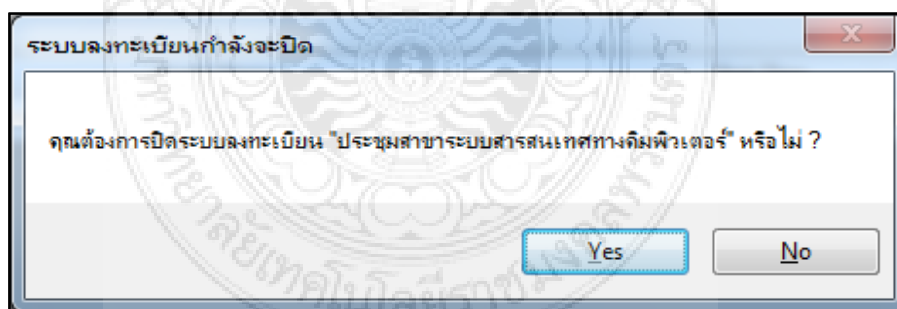 ระบบลงทะเบียนกำลังจะปิด
คุณต้องการปิดระบบลงทะเบียน "ประชุมสาขาระบบสารสนเทศทางคิมพิวเตอร์" หรือไม่ ?
Yes
No